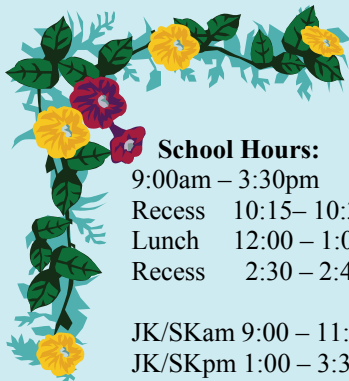 School Hours:
9:00am – 3:30pm
Recess 10:15– 10:
Lunch 12:00 – 1:0
Recess 2:30 – 2:4
JK/SKam 9:00 – 11:
JK/SKpm 1:00 – 3:3